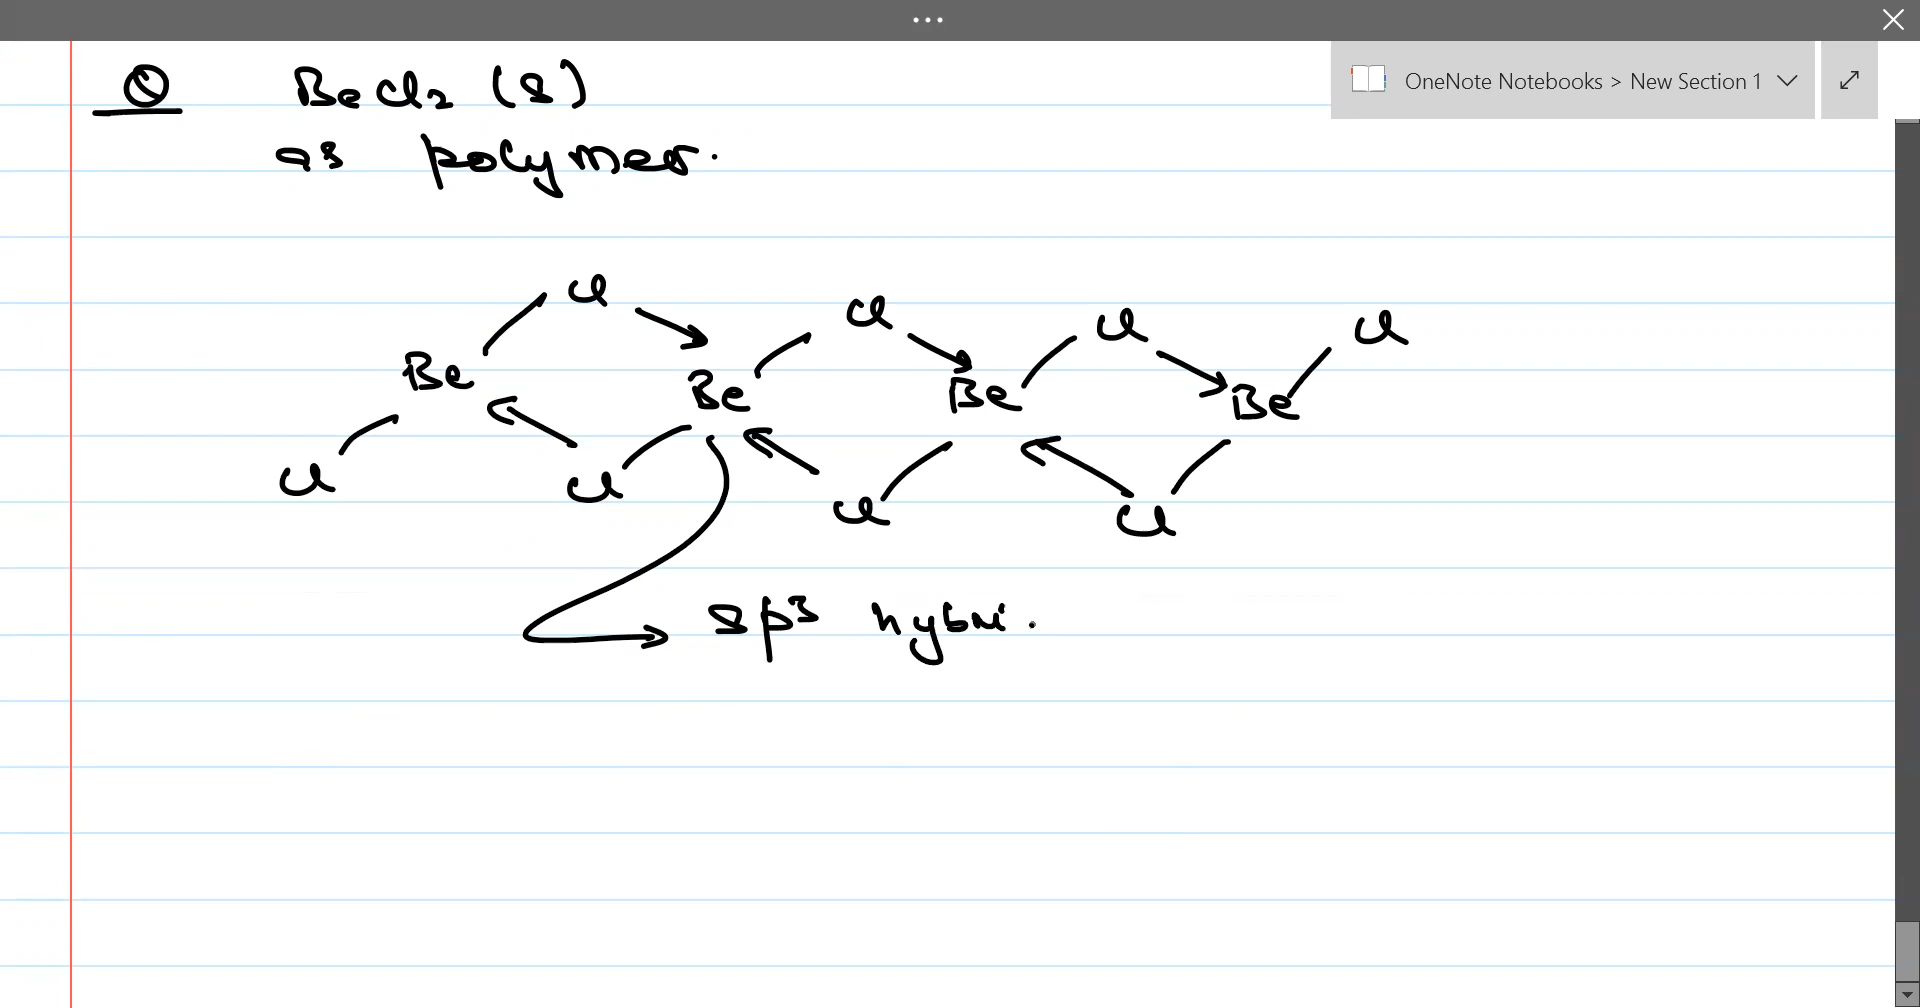 ...
OneNote Notebooks > New Section 1
Q BeCl2 (s)
as polymer.
Cl Cl Cl Cl
Be Be Be Be
Cl Cl Cl Cl
sp3 hybri.